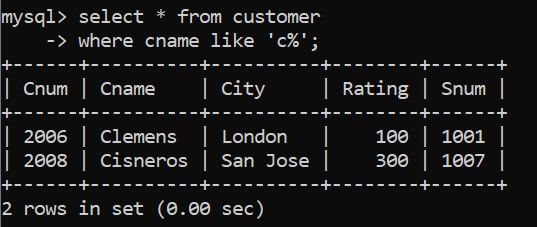 mysql> select * from customer
    -> where cname like 'c%';
+------+----------+----------+--------+------+
| Cnum | Cname    | City     | Rating | Snum |
+------+----------+----------+--------+------+
| 2006 | Clemens  | London   |    100 | 1001 |
| 2008 | Cisneros | San Jose |    300 | 1007 |
+------+----------+----------+--------+------+
2 rows in set (0.00 sec)